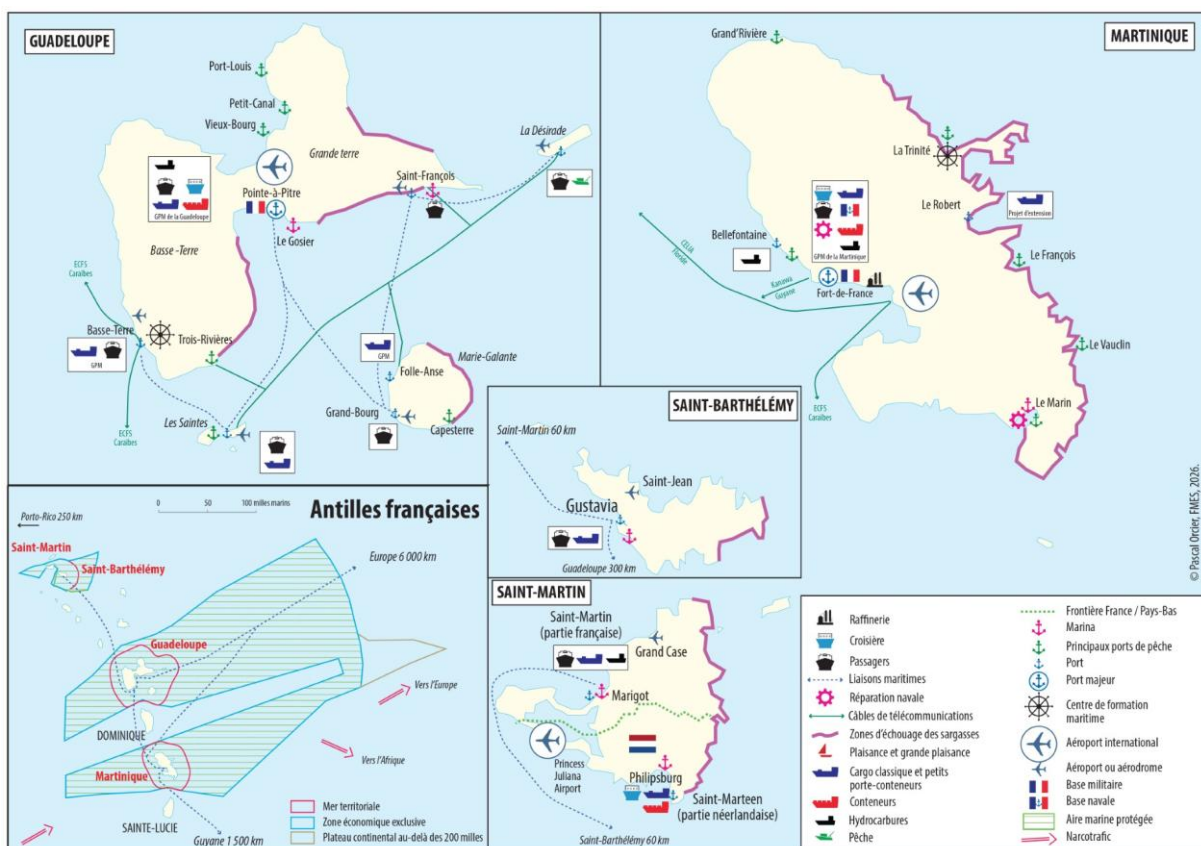 GUADELOUPE
Port-Louis
Petit-Canal
Vieux-Bourg
Grande terre
La Désirade
Saint-François
Pointe-à-Pitre
GPM de la Guadeloupe
Le Gosier
Basse -Terre
ECFS
Caraïbes
Basse-Terre
GPM
Trois-Rivières
ECFS
Caraïbes
Les Saintes
GPM
Marie-Galante
Folle-Anse
Grand-Bourg
Capesterre
MARTINIQUE
Grand'Rivière
La Trinité
Le Robert
Projet d'extension
Bellefontaine
GPM de la Martinique
Le François
CELIA
Floride
Kanawa
Guyane
Fort-de-France
Le Vauclin
ECFS
Caraïbes
Le Marin
SAINT-BARTHÉLÉMY
Saint-Martin 60 km
Saint-Jean
Gustavia
Guadeloupe 300 km
Antilles françaises
0 50 100 miles marins
Porto-Rico 250 km
Saint-Martin
Saint-Barthélémy
Europe 6 000 km
Guadeloupe
Vers l'Europe
DOMINIQUE
Vers l'Afrique
Martinique
SAINTE-LUCIE
Guyane 1 500 km
Mer territoriale
Zone économique exclusive
Plateau continental au-delà des 200 milles
SAINT-MARTIN
Saint-Martin
(partie française)
Grand Case
Marigot
Princess
Juliana
Airport
Philipsburg
Saint-Marteen
(partie néerlandaise)
Saint-Barthélémy 60 km
Raffinerie
Croisière
Passagers
Liaisons maritimes
Réparation navale
Câbles de télécommunications
Zones d'échouage des sargasses
Plaisance et grande plaisance
Cargo classique et petits
porte-conteneurs
Conteneurs
Hydrocarbures
Pêche
Frontière France / Pays-Bas
Marina
Principaux ports de pêche
Port
Port majeur
Centre de formation
maritime
Aéroport international
Aéroport ou aérodrome
Base militaire
Base navale
Aire marine protégée
Narcotrafic
© Pascal Orcier, FMES, 2026.